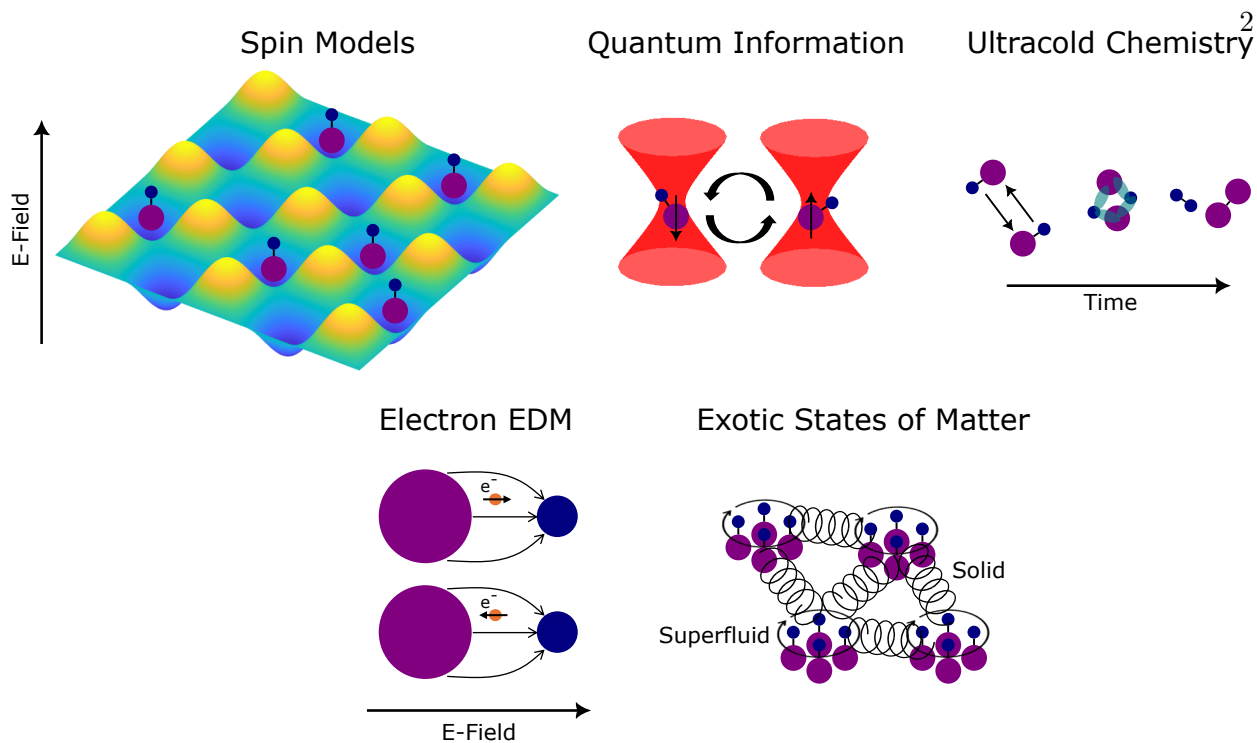 2
Spin Models
Quantum Information
Ultracold Chemistry
E-Field
Time
Electron EDM
Exotic States of Matter
e⁻
e⁻
E-Field
Solid
Superfluid